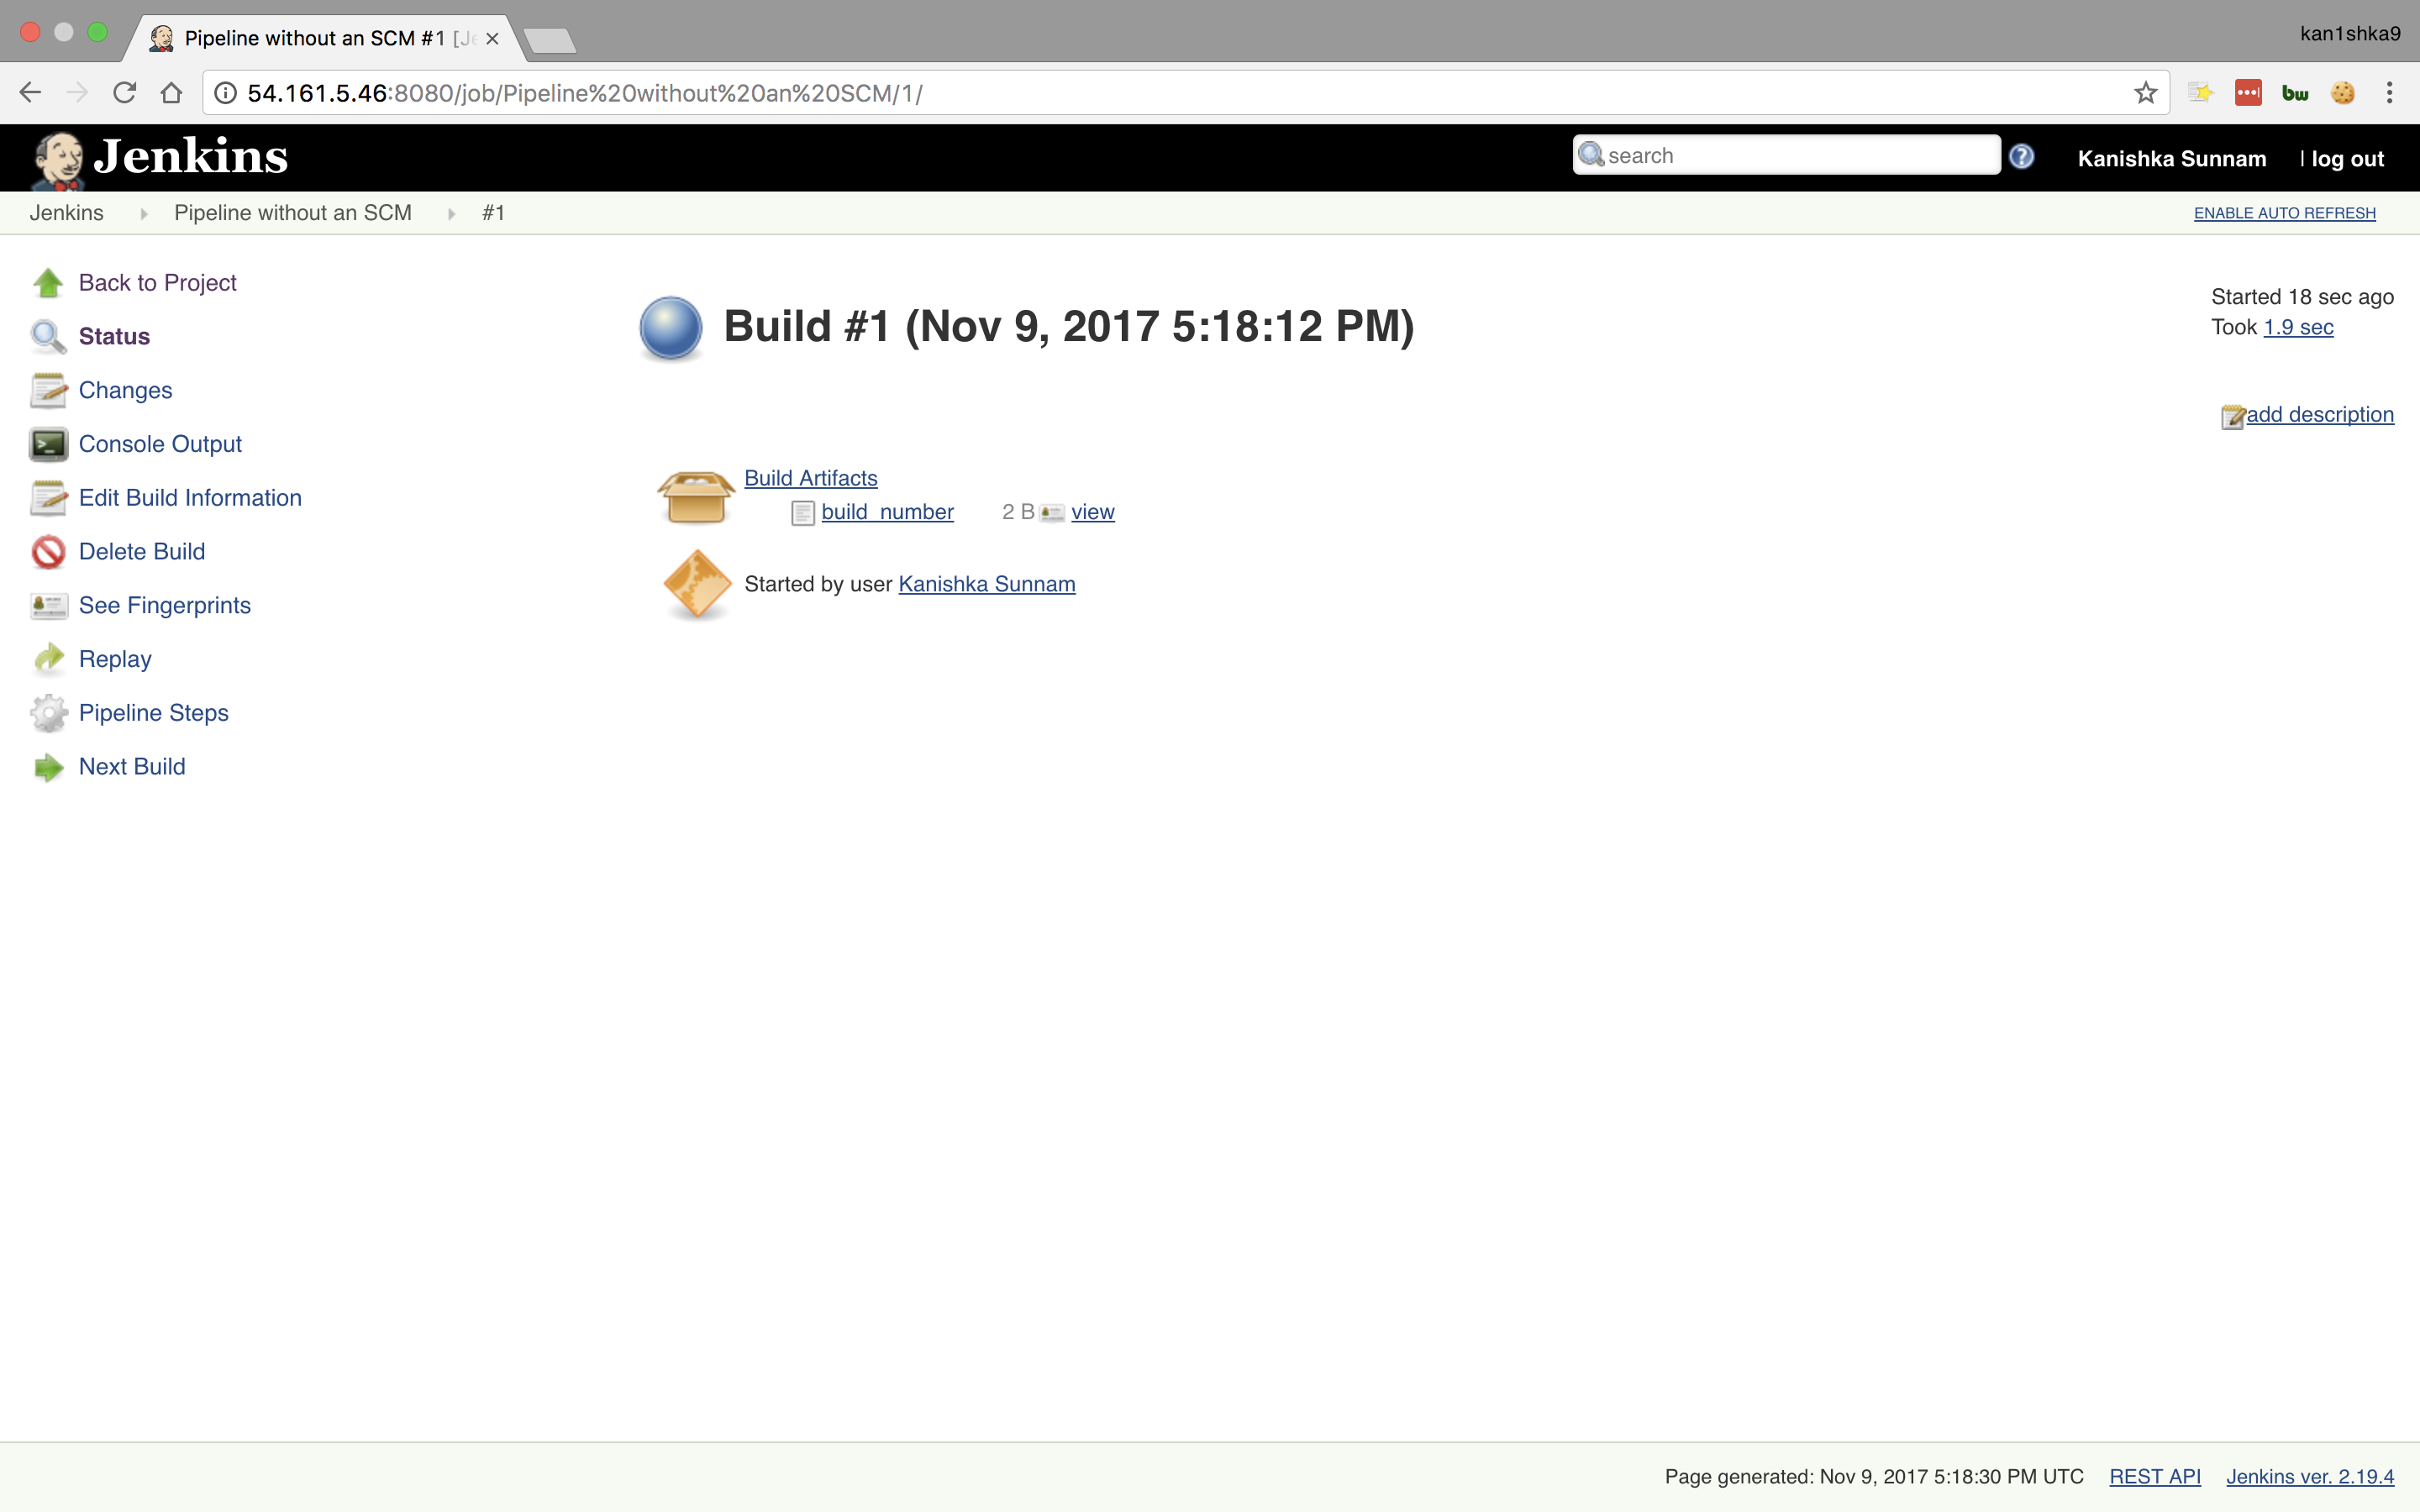 Pipeline without an SCM #1 [Je
kan1shka9
54.161.5.46:8080/job/Pipeline%20without%20an%20SCM/1/
bw
Jenkins
search
?
Kanishka Sunnam
| log out
Jenkins
Pipeline without an SCM
#1
ENABLE AUTO REFRESH
Back to Project
Status
Changes
Console Output
Edit Build Information
Delete Build
See Fingerprints
Replay
Pipeline Steps
Next Build
Build #1 (Nov 9, 2017 5:18:12 PM)
Started 18 sec ago
Took 1.9 sec
add description
Build Artifacts
build_number 2 B view
Started by user Kanishka Sunnam
Page generated: Nov 9, 2017 5:18:30 PM UTC REST API Jenkins ver. 2.19.4